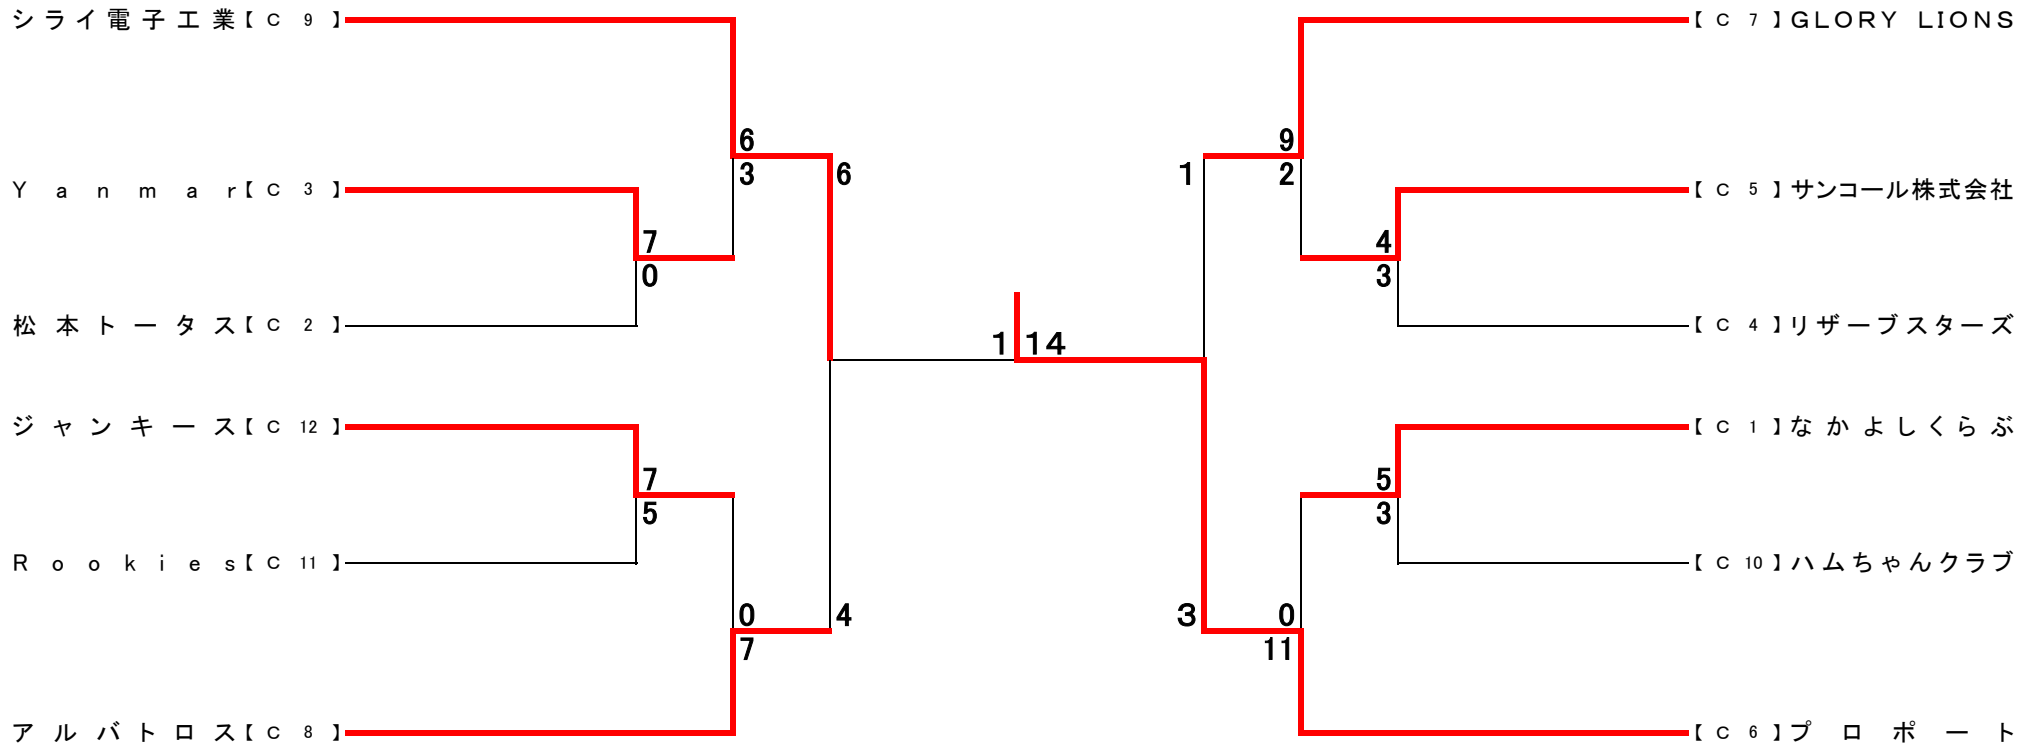 シライ電子工業【 C 9 】
【 C 7 】GLORY LIONS
6
9
3
6
1
2
Yanmar【 C 3 】
【 C 5 】サンコール株式会社
7
4
0
3
松本トータス【 C 2 】
【 C 4 】リザーブスターズ
1
14
ジャンキース【 C 12 】
【 C 1 】なかよしくらぶ
7
5
5
3
Rookies【 C 11 】
【 C 10 】ハムちゃんクラブ
0
4
3
0
7
11
アルバトロス【 C 8 】
【 C 6 】プロポート